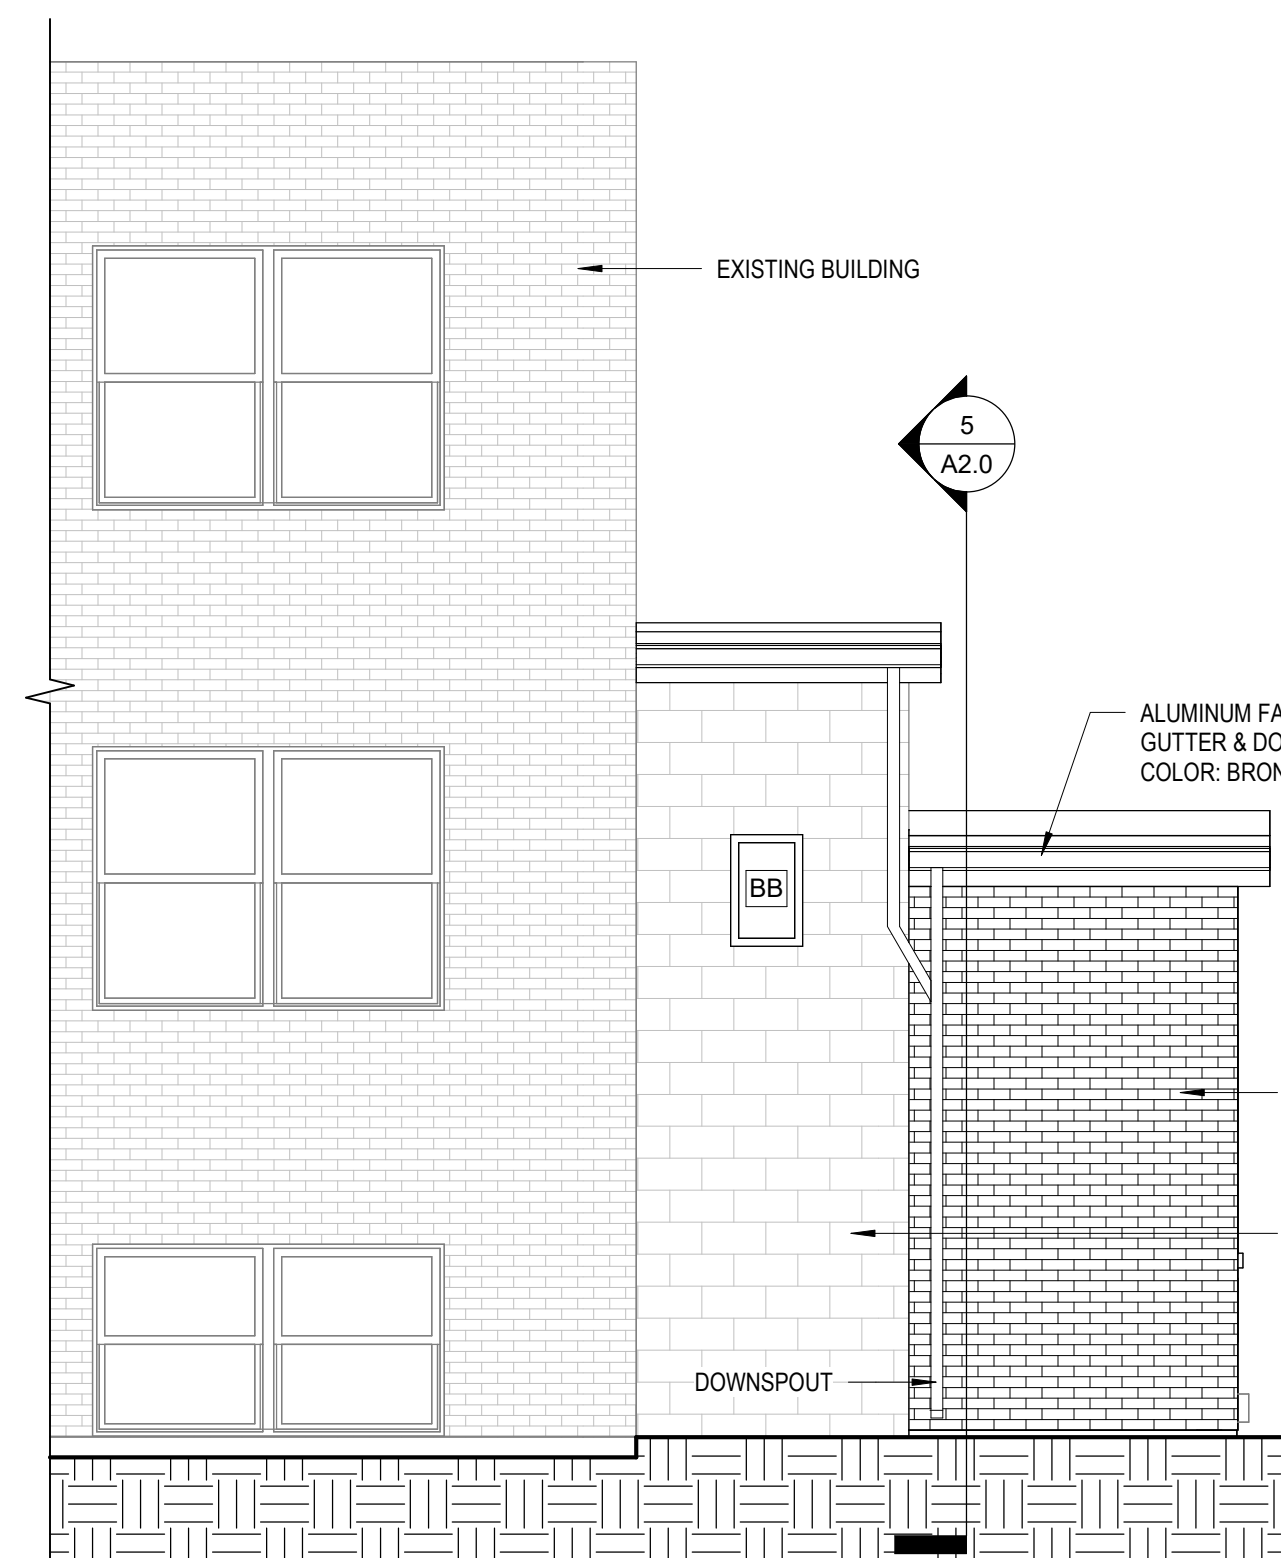 EXISTING BUILDING
5
A2.0
ALUMINUM FA
GUTTER & DO
COLOR: BRON
BB
DOWNSPOUT